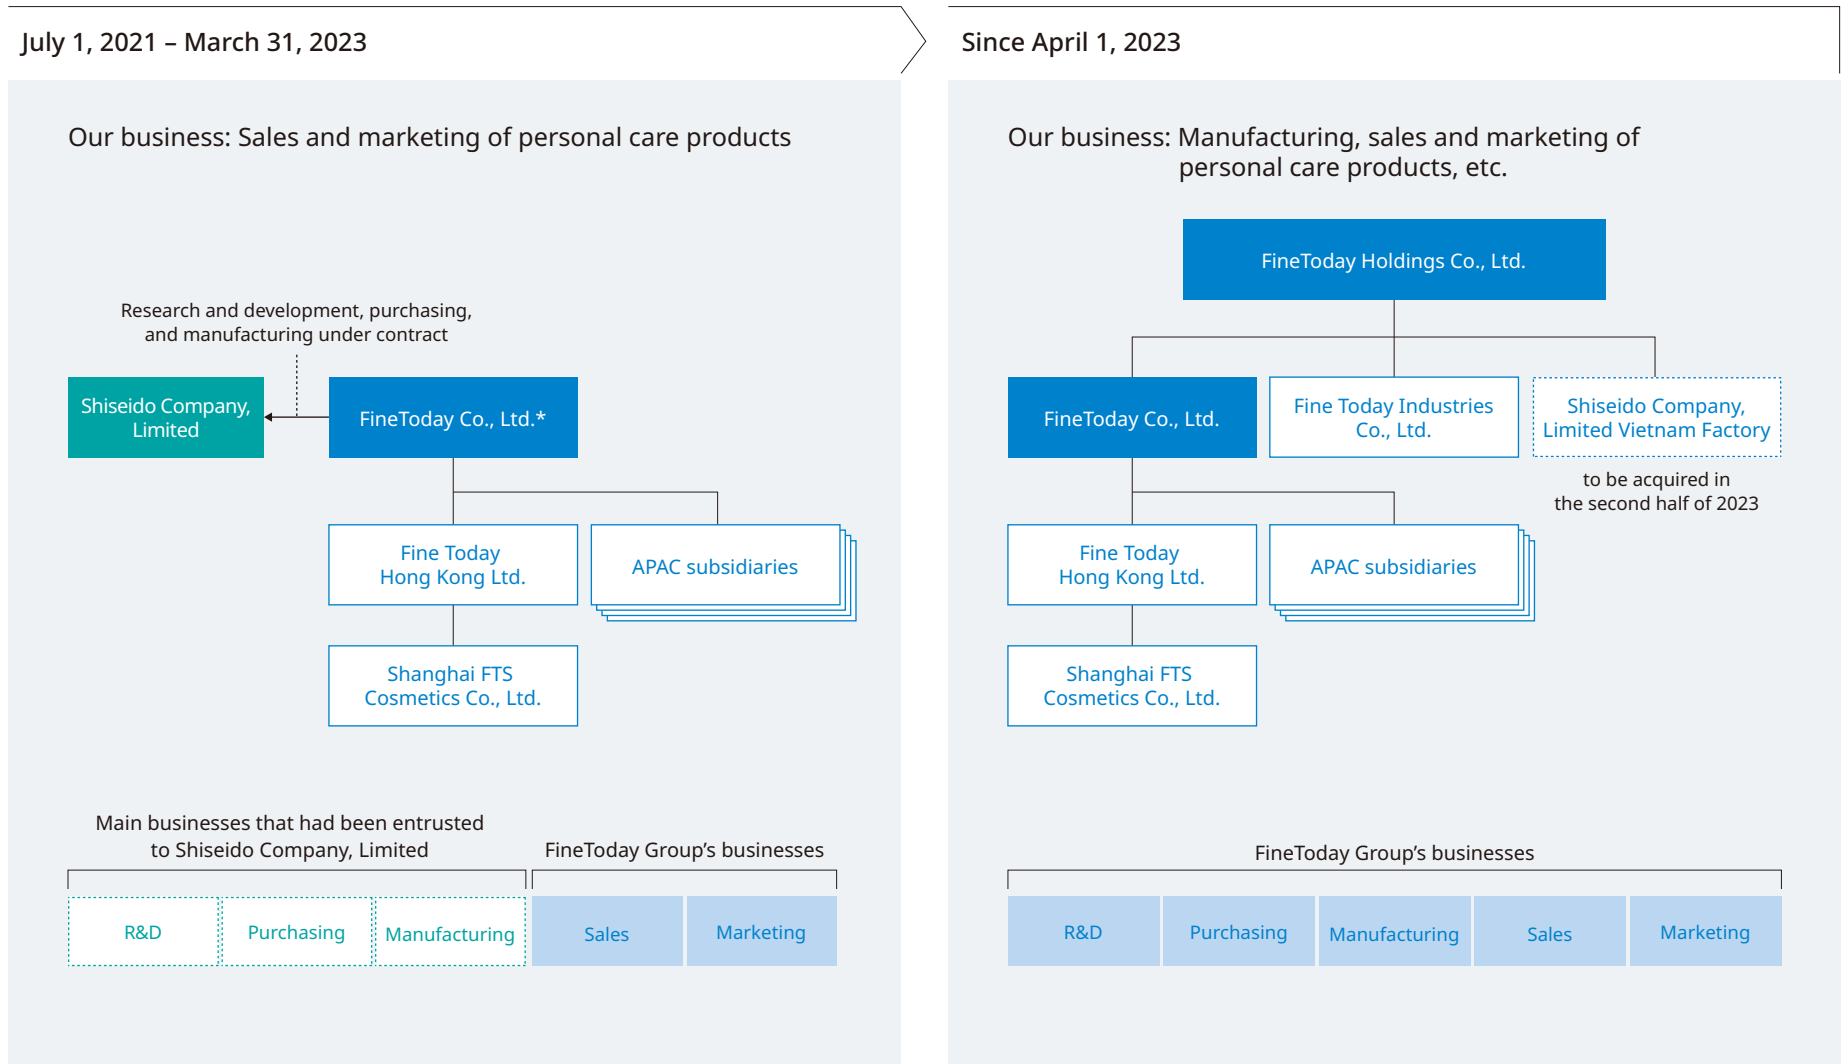 July 1, 2021 – March 31, 2023
Our business: Sales and marketing of personal care products
Research and development, purchasing,
and manufacturing under contract
Shiseido Company,
Limited
FineToday Co., Ltd.*
Fine Today
Hong Kong Ltd.
APAC subsidiaries
Shanghai FTS
Cosmetics Co., Ltd.
Main businesses that had been entrusted
to Shiseido Company, Limited
FineToday Group’s businesses
R&D
Purchasing
Manufacturing
Sales
Marketing
Since April 1, 2023
Our business: Manufacturing, sales and marketing of
personal care products, etc.
FineToday Holdings Co., Ltd.
FineToday Co., Ltd.
Fine Today Industries
Co., Ltd.
Shiseido Company,
Limited Vietnam Factory
to be acquired in
the second half of 2023
Fine Today
Hong Kong Ltd.
APAC subsidiaries
Shanghai FTS
Cosmetics Co., Ltd.
FineToday Group’s businesses
R&D
Purchasing
Manufacturing
Sales
Marketing